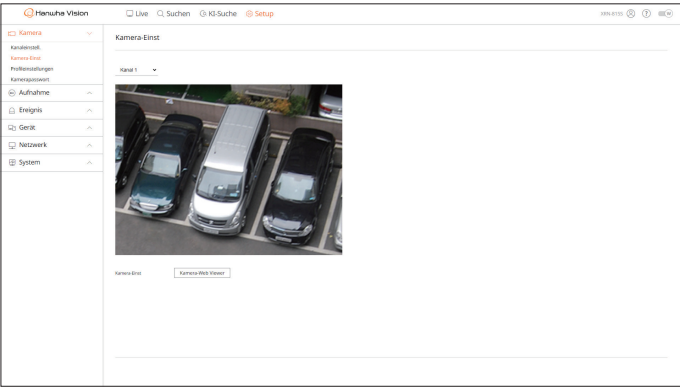 Hanwha Vision
Live
Suchen
KI-Suche
Setup
Kamera
Kanaleinstell.
Kamera-Einst
Profileinstellungen
Kamerapasswort
Aufnahme
Ereignis
Gerät
Netzwerk
System
Kamera-Einst
Kanal 1
Kamera-Einst
Kamera-Web Viewer